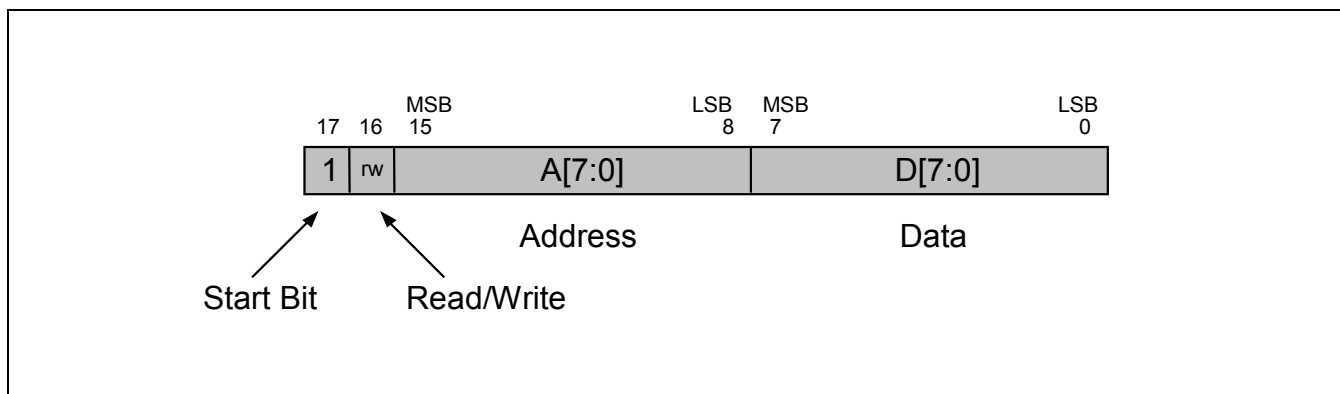 MSB LSB MSB LSB
17 16 15 8 7 0
1 rw A[7:0] D[7:0]
Address Data
Start Bit Read/Write